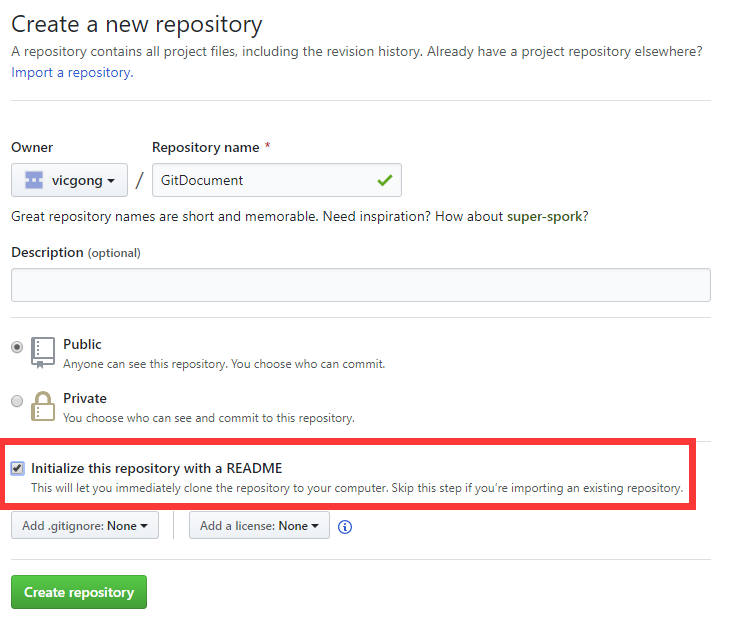 Create a new repository
A repository contains all project files, including the revision history. Already have a project repository elsewhere?
Import a repository.
Owner Repository name *
vicgong / GitDocument
Great repository names are short and memorable. Need inspiration? How about super-spork?
Description (optional)
Public
Anyone can see this repository. You choose who can commit.
Private
You choose who can see and commit to this repository.
Initialize this repository with a README
This will let you immediately clone the repository to your computer. Skip this step if you’re importing an existing repository.
Add .gitignore: None Add a license: None
Create repository